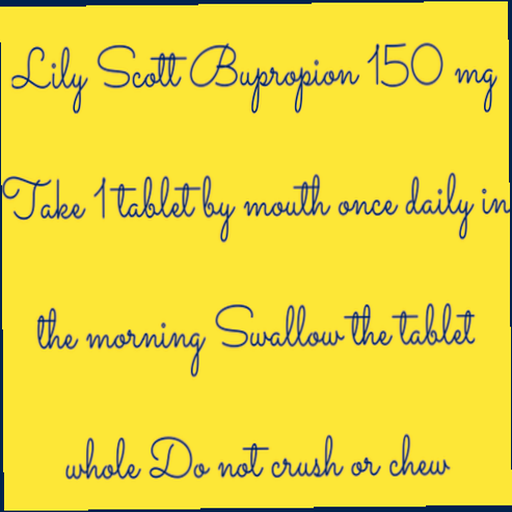 Lily Scott Bupropion 150 mg
Take 1 tablet by mouth once daily in
the morning Swallow the tablet
whole Do not crush or chew